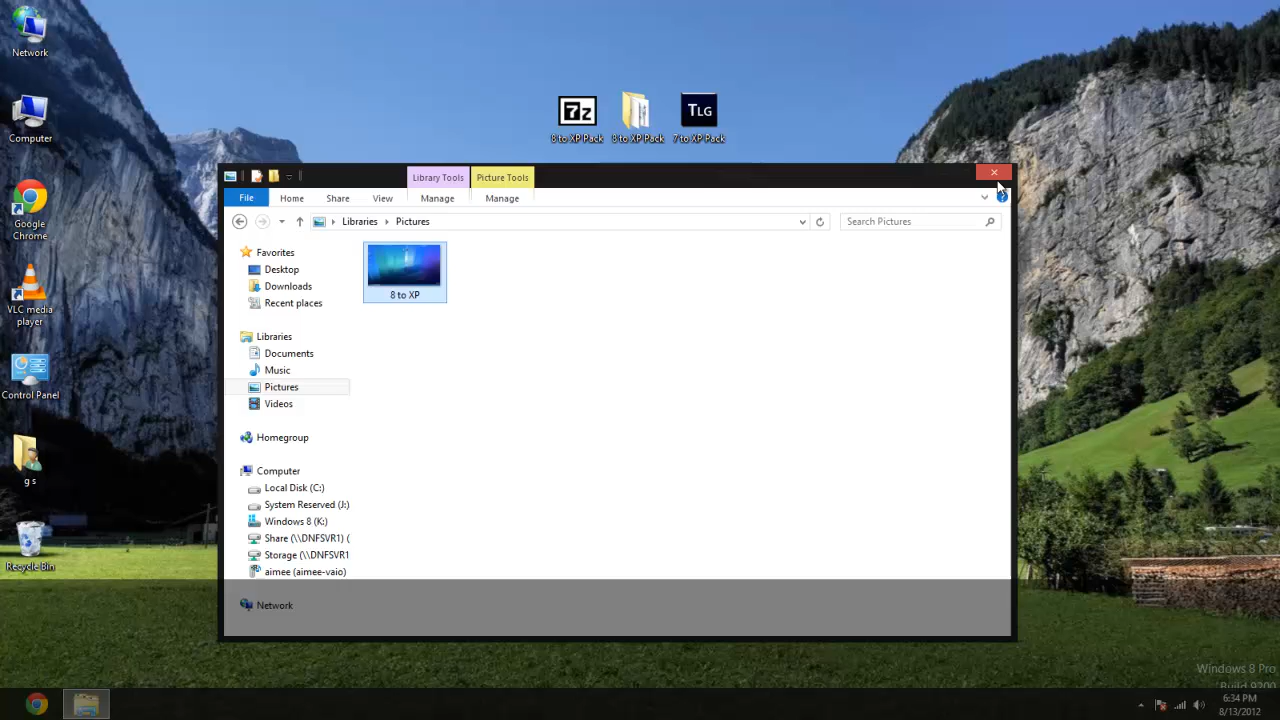 Network
Computer
Google
Chrome
VLC media
player
Control Panel
g s
Recycle Bin
7z
8 to XP Pack
8 to XP Pack
TLG
7 to XP Pack
Library Tools
Picture Tools
File
Home
Share
View
Manage
Manage
Libraries
Pictures
Search Pictures
Favorites
Desktop
Downloads
Recent places
Libraries
Documents
Music
Pictures
Videos
Homegroup
Computer
Local Disk (C:)
System Reserved (J:)
Windows 8 (K:)
Share (\\DNFSVR1) (
Storage (\\DNFSVR1
aimee (aimee-vaio)
Network
8 to XP
Windows 8 Pro
Build 9200
6:34 PM
8/13/2012